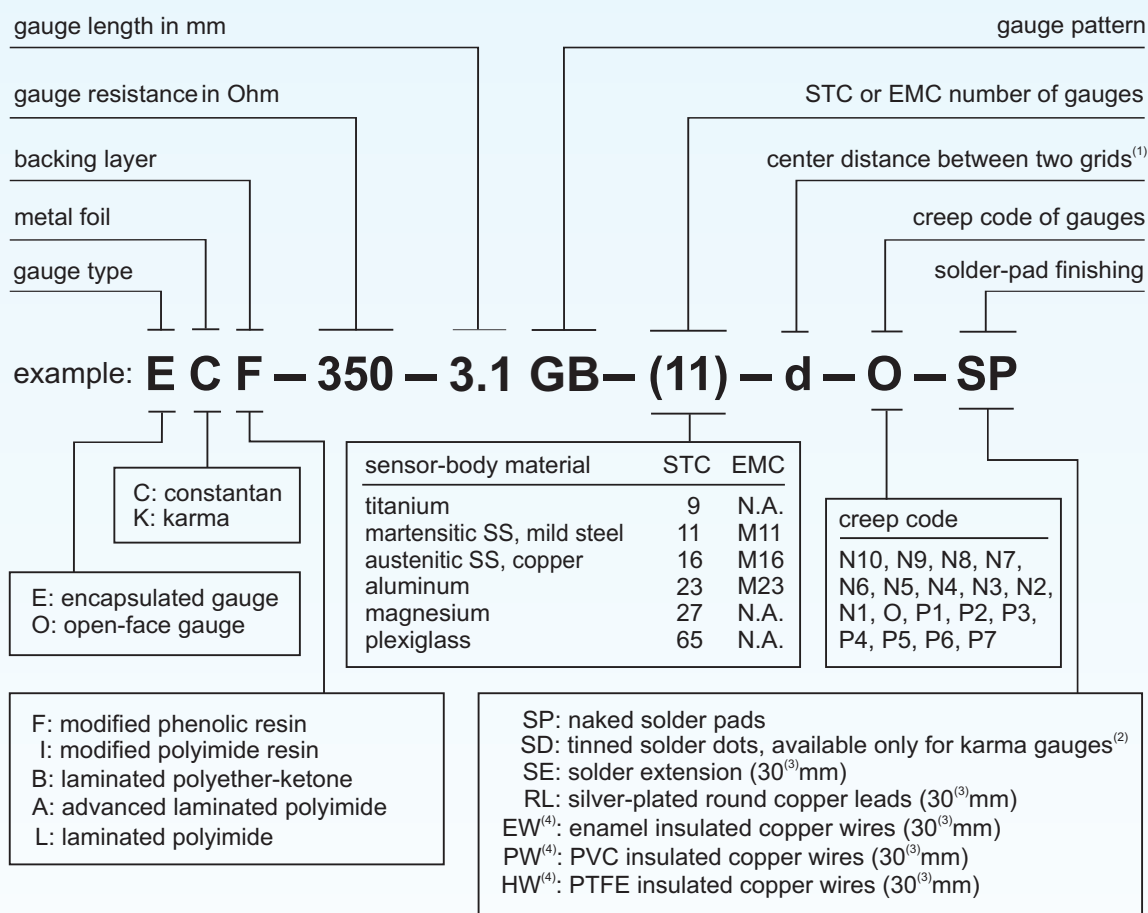 gauge length in mm
gauge pattern
gauge resistance in Ohm
STC or EMC number of gauges
backing layer
center distance between two grids(1)
metal foil
creep code of gauges
gauge type
solder-pad finishing
example: E C F – 350 – 3.1 GB – (11) – d – O – SP
C: constantan
K: karma
E: encapsulated gauge
O: open-face gauge
F: modified phenolic resin
I: modified polyimide resin
B: laminated polyether-ketone
A: advanced laminated polyimide
L: laminated polyimide
sensor-body material STC EMC
titanium 9 N.A.
martensitic SS, mild steel 11 M11
austenitic SS, copper 16 M16
aluminum 23 M23
magnesium 27 N.A.
plexiglass 65 N.A.
creep code
N10, N9, N8, N7,
N6, N5, N4, N3, N2,
N1, O, P1, P2, P3,
P4, P5, P6, P7
SP: naked solder pads
SD: tinned solder dots, available only for karma gauges(2)
SE: solder extension (30(3)mm)
RL: silver-plated round copper leads (30(3)mm)
EW(4): enamel insulated copper wires (30(3)mm)
PW(4): PVC insulated copper wires (30(3)mm)
HW(4): PTFE insulated copper wires (30(3)mm)